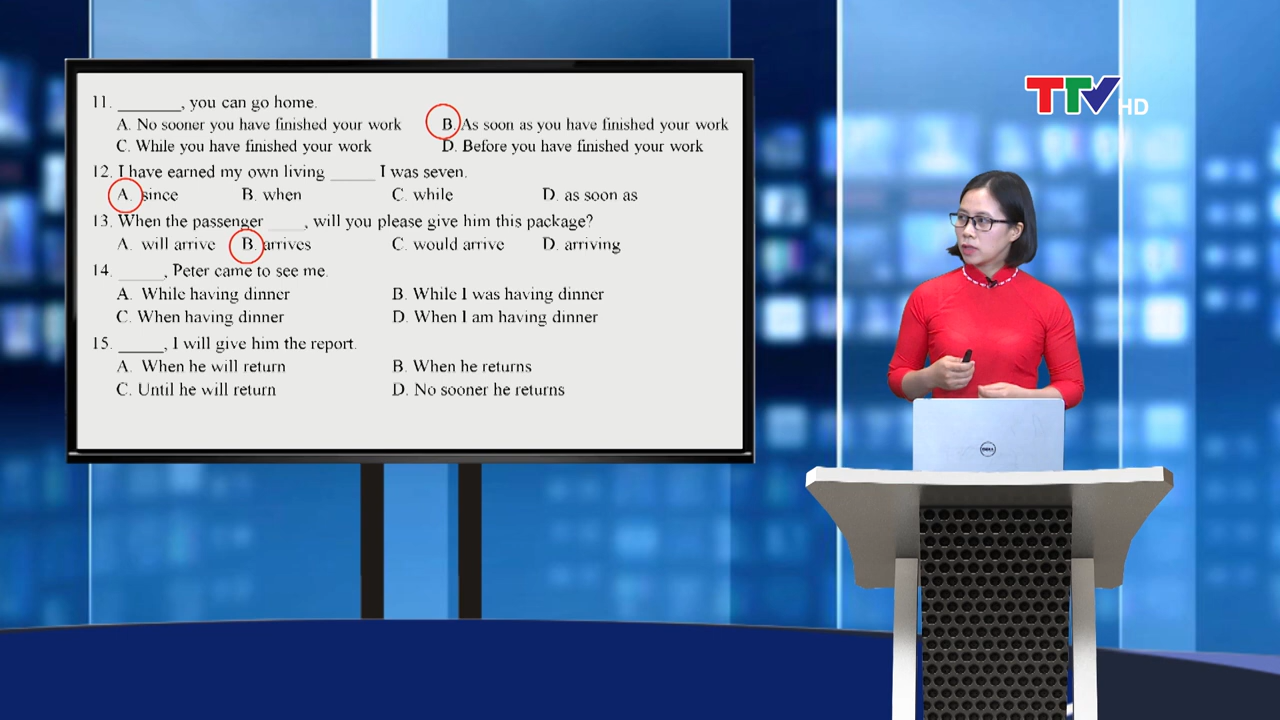 11. _______, you can go home.
A. No sooner you have finished your work B. As soon as you have finished your work
C. While you have finished your work D. Before you have finished your work
12. I have earned my own living _____ I was seven.
A. since B. when C. while D. as soon as
13. When the passenger ____, will you please give him this package?
A. will arrive B. arrives C. would arrive D. arriving
14. _____, Peter came to see me.
A. While having dinner B. While I was having dinner
C. When having dinner D. When I am having dinner
15. _____, I will give him the report.
A. When he will return B. When he returns
C. Until he will return D. No sooner he returns
TTV HD
DELL